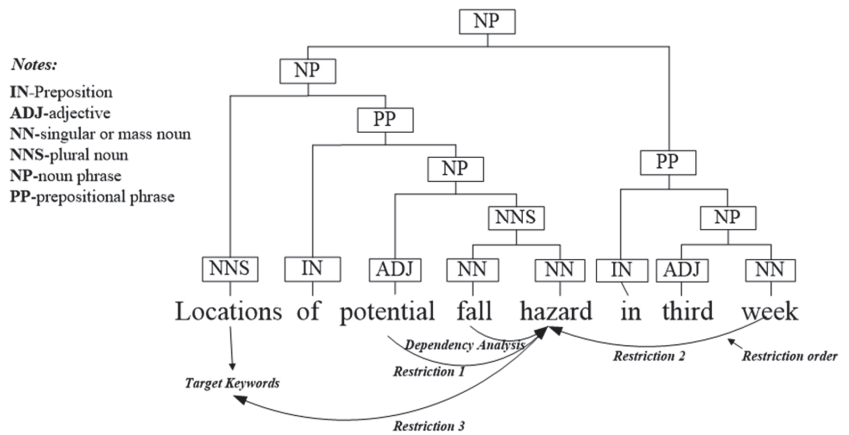 NP
Notes:
NP
IN-Preposition
ADJ-adjective
PP
NN-singular or mass noun
NNS-plural noun
NP
PP
NP-noun phrase
PP-prepositional phrase
NNS
NP
NNS IN ADJ NN NN IN ADJ NN
Locations of potential fall hazard in third week
Dependency Analysis
Restriction 1
Restriction 2
Restriction order
Target Keywords
Restriction 3